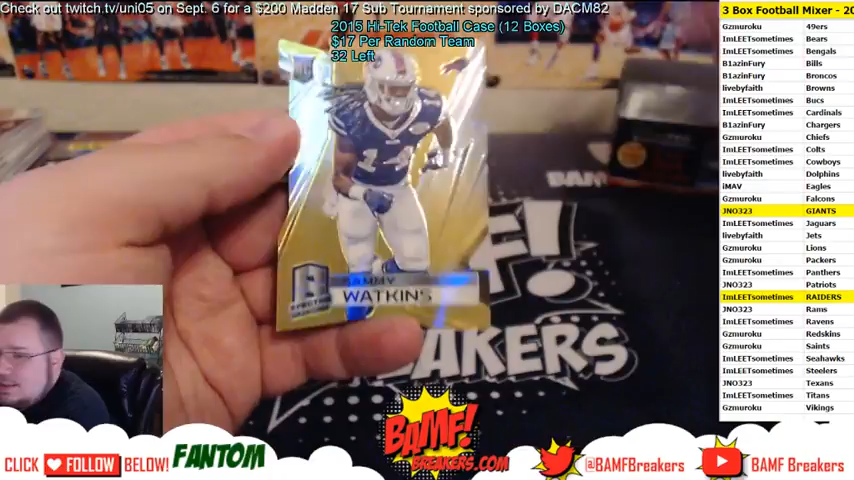 Check out twitch.tv/uni05 on Sept. 6 for a $200 Madden 17 Sub Tournament sponsored by DACM82
2015 Hi-Tek Football Case (12 Boxes)
$17 Per Random Team
32 Left
3 Box Football Mixer - 20
Gzmuroku 49ers
ImLEETsometimes Bears
ImLEETsometimes Bengals
B1azinFury Bills
B1azinFury Broncos
livebyfaith Browns
ImLEETsometimes Bucs
ImLEETsometimes Cardinals
B1azinFury Chargers
Gzmuroku Chiefs
ImLEETsometimes Colts
ImLEETsometimes Cowboys
livebyfaith Dolphins
iMAV Eagles
Gzmuroku Falcons
JNO323 GIANTS
ImLEETsometimes Jaguars
livebyfaith Jets
Gzmuroku Lions
Gzmuroku Packers
ImLEETsometimes Panthers
JNO323 Patriots
ImLEETsometimes RAIDERS
JNO323 Rams
ImLEETsometimes Ravens
Gzmuroku Redskins
Gzmuroku Saints
ImLEETsometimes Seahawks
ImLEETsometimes Steelers
JNO323 Texans
ImLEETsometimes Titans
Gzmuroku Vikings
14
SAMMY
WATKINS
BAM
F!
BREAKERS
CLICK FOLLOW BELOW!
FANTOM
BAMF!
BREAKERS.COM
@BAMFBreakers
BAMF Breakers